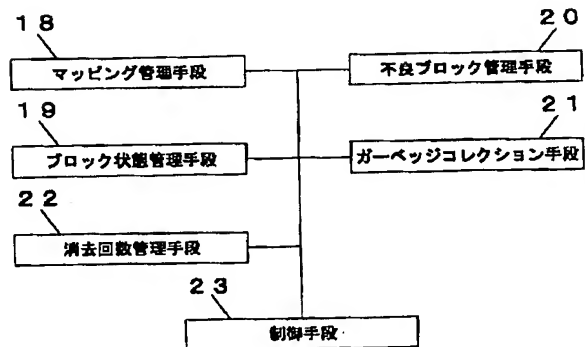 18
マッピング管理手段
20
不良ブロック管理手段
19
ブロック状態管理手段
21
ガーベッジコレクション手段
22
消去回数管理手段
23
制御手段